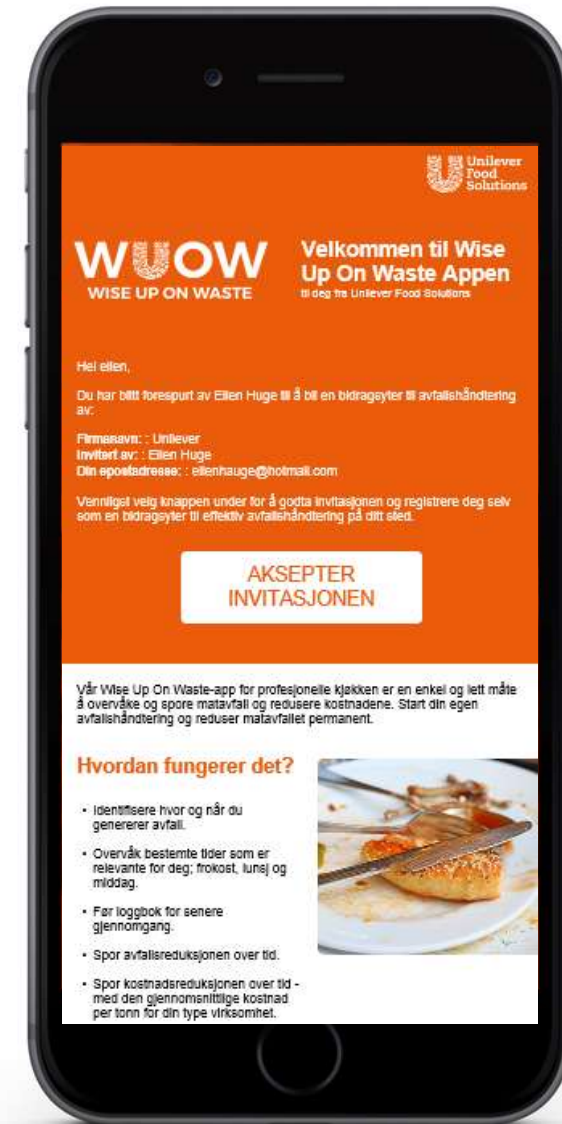 Unilever
Food
Solutions
WUOW
WISE UP ON WASTE
Velkommen til Wise
Up On Waste Appen
til deg fra Unilever Food Solutions
Hei ellen,
Du har blitt forespurt av Ellen Huge til å bli en bidragsyter til avfallshåndtering
av:
Firmanavn: : Unilever
Invitert av: : Ellen Huge
Din epostadresse: : ellenhauge@hotmail.com
Vennligst velg knappen under for å godta invitasjonen og registrere deg selv
som en bidragsyter til effektiv avfallshåndtering på ditt sted.
AKSEPTER
INVITASJONEN
Vår Wise Up On Waste-app for profesjonelle kjøkken er en enkel og lett måte
å overvåke og spore matavfall og redusere kostnadene. Start din egen
avfallshåndtering og reduser matavfallet permanent.
Hvordan fungerer det?
• Identifisere hvor og når du
genererer avfall.
• Overvåk bestemte tider som er
relevante for deg; frokost, lunsj og
middag.
• Før loggbok for senere
gjennomgang.
• Spor avfallsreduksjonen over tid.
• Spor kostnadsreduksjonen over tid -
med den gjennomsnittlige kostnad
per tonn for din type virksomhet.